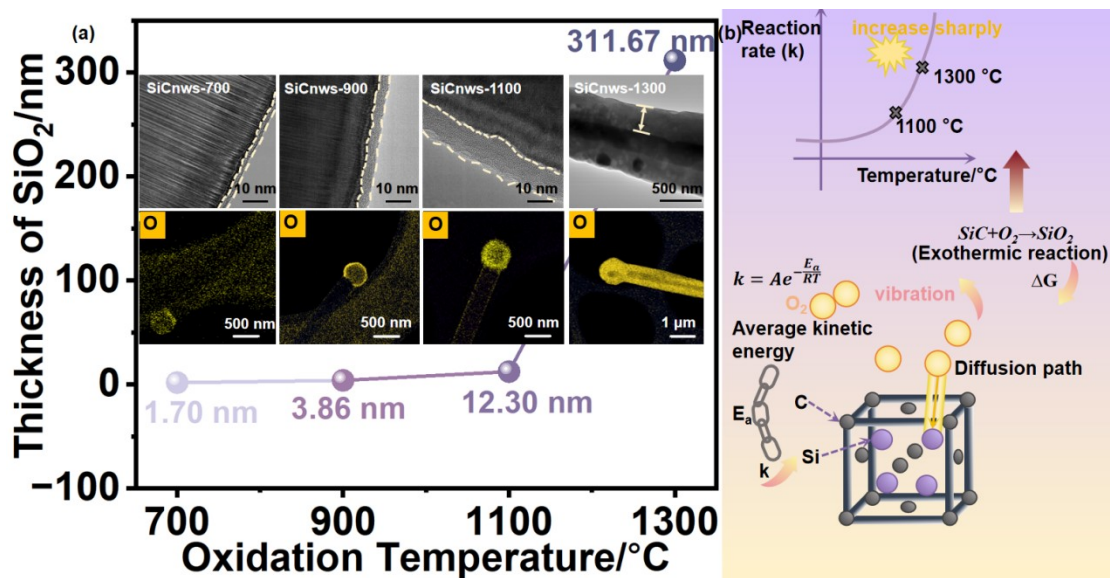 (a)
Thickness of SiO2/nm
300
250
200
150
100
50
0
−50
−100
700
900
1100
1300
Oxidation Temperature/°C
311.67 nm
SiCnws-700
10 nm
SiCnws-900
10 nm
SiCnws-1100
10 nm
SiCnws-1300
500 nm
O
500 nm
O
500 nm
O
500 nm
O
1 μm
1.70 nm
3.86 nm
12.30 nm
(b)
Reaction
rate (k)
increase sharply
1300 °C
1100 °C
Temperature/°C
SiC+O2→SiO2
(Exothermic reaction)
ΔG
k = Ae^−Ea/RT
O2
vibration
Average kinetic
energy
Diffusion path
C
Ea
Si
k